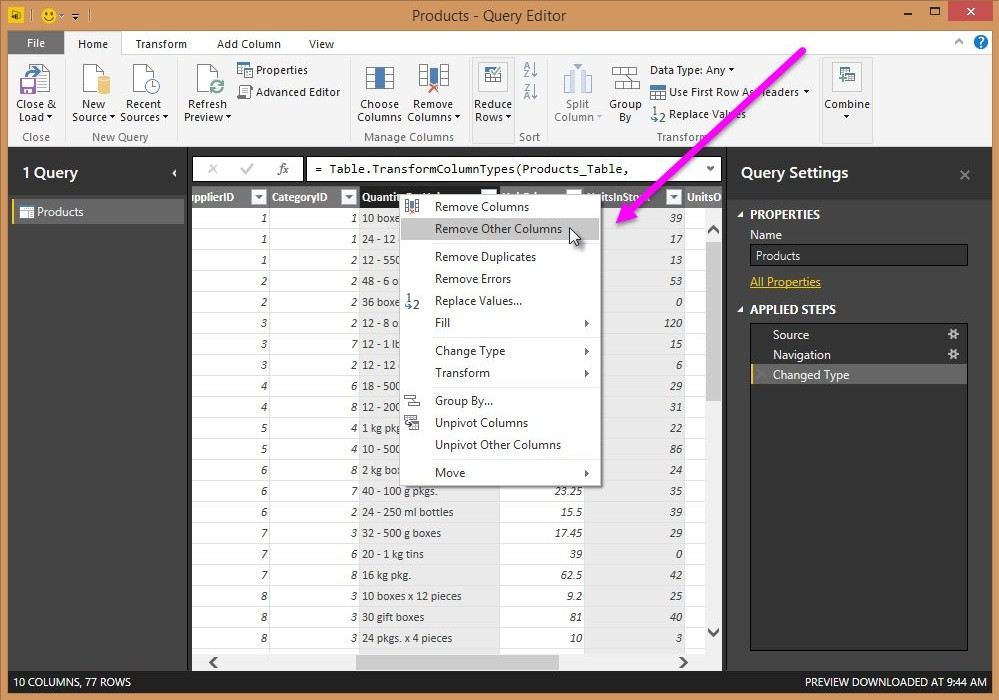 Products - Query Editor
File Home Transform Add Column View
Close & Load
Close
New Source
Recent Sources
New Query
Refresh Preview
Properties
Advanced Editor
Choose Columns
Remove Columns
Manage Columns
Reduce Rows
Sort
Split Column
Group By
Data Type: Any
Use First Row As Headers
Replace Values
Transform
Combine
1 Query
Products
fx = Table.TransformColumnTypes(Products_Table,
pplierID CategoryID UnitsO
1 1 10 boxe 39
1 1 24 - 12 17
1 2 12 - 550 13
2 2 48 - 6 o 53
2 2 36 boxe 0
3 2 12 - 8 o 120
3 7 12 - 1 lb 15
3 2 12 - 12 6
4 6 18 - 500 29
4 8 12 - 200 31
5 4 1 kg pkg 22
5 4 10 - 500 86
6 8 2 kg box 24
6 7 40 - 100 g pkgs. 23.25 35
6 2 24 - 250 ml bottles 15.5 39
7 3 32 - 500 g boxes 17.45 29
7 6 20 - 1 kg tins 39 0
7 8 16 kg pkg. 62.5 42
8 3 10 boxes x 12 pieces 9.2 25
8 3 30 gift boxes 81 40
8 3 24 pkgs. x 4 pieces 10 3
Remove Columns
Remove Other Columns
Remove Duplicates
Remove Errors
Replace Values...
Fill
Change Type
Transform
Group By...
Unpivot Columns
Unpivot Other Columns
Move
Query Settings
PROPERTIES
Name
Products
All Properties
APPLIED STEPS
Source
Navigation
Changed Type
10 COLUMNS, 77 ROWS
PREVIEW DOWNLOADED AT 9:44 AM